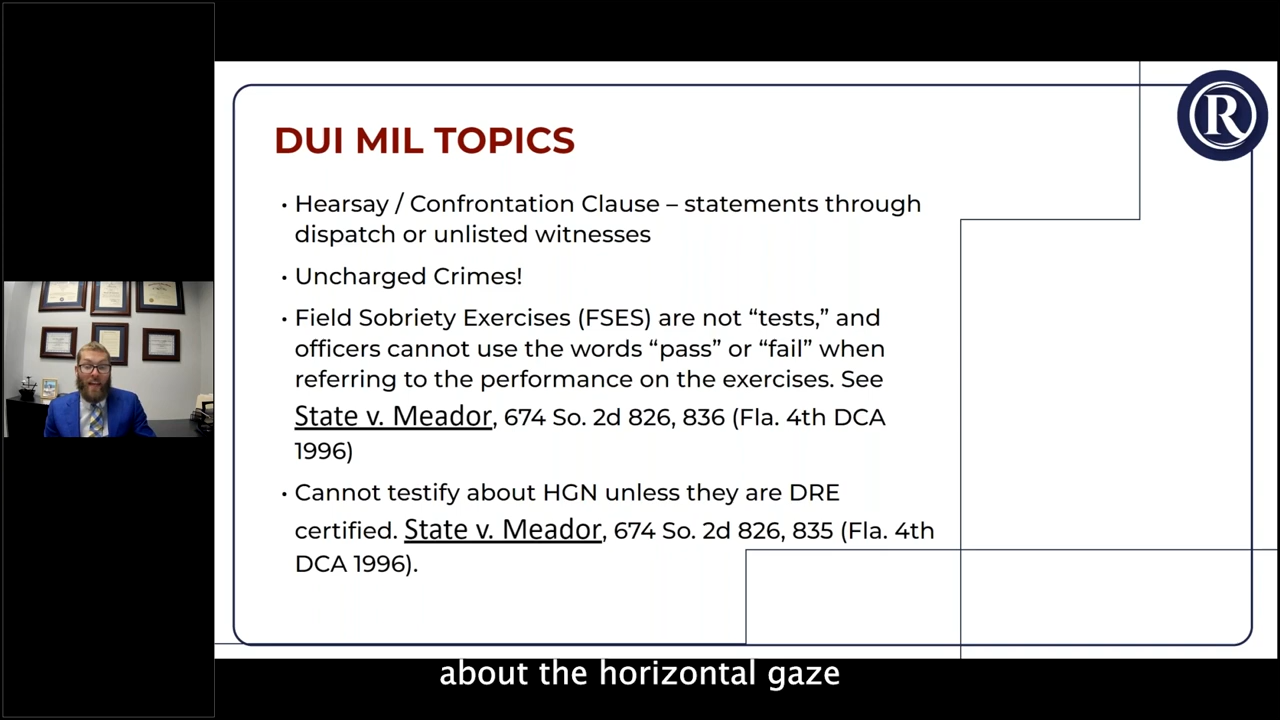 DUI MIL TOPICS
R
• Hearsay / Confrontation Clause – statements through
dispatch or unlisted witnesses
• Uncharged Crimes!
• Field Sobriety Exercises (FSES) are not “tests,” and
officers cannot use the words “pass” or “fail” when
referring to the performance on the exercises. See
State v. Meador, 674 So. 2d 826, 836 (Fla. 4th DCA
1996)
• Cannot testify about HGN unless they are DRE
certified. State v. Meador, 674 So. 2d 826, 835 (Fla. 4th
DCA 1996).
about the horizontal gaze